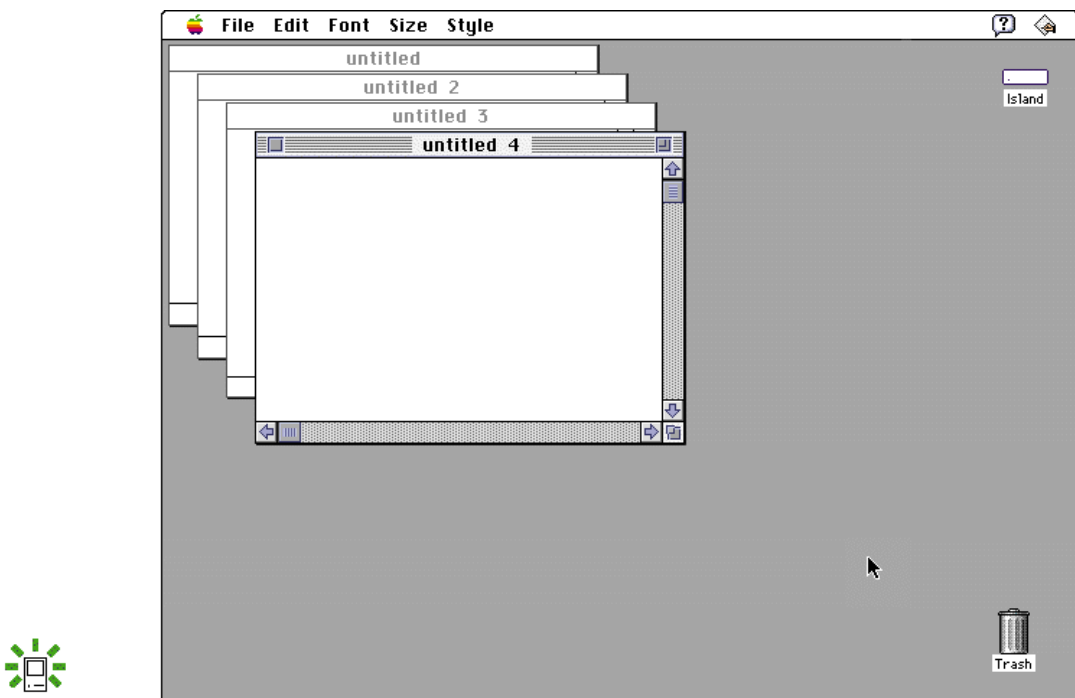 File Edit Font Size Style
untitled
untitled 2
untitled 3
untitled 4
Island
Trash